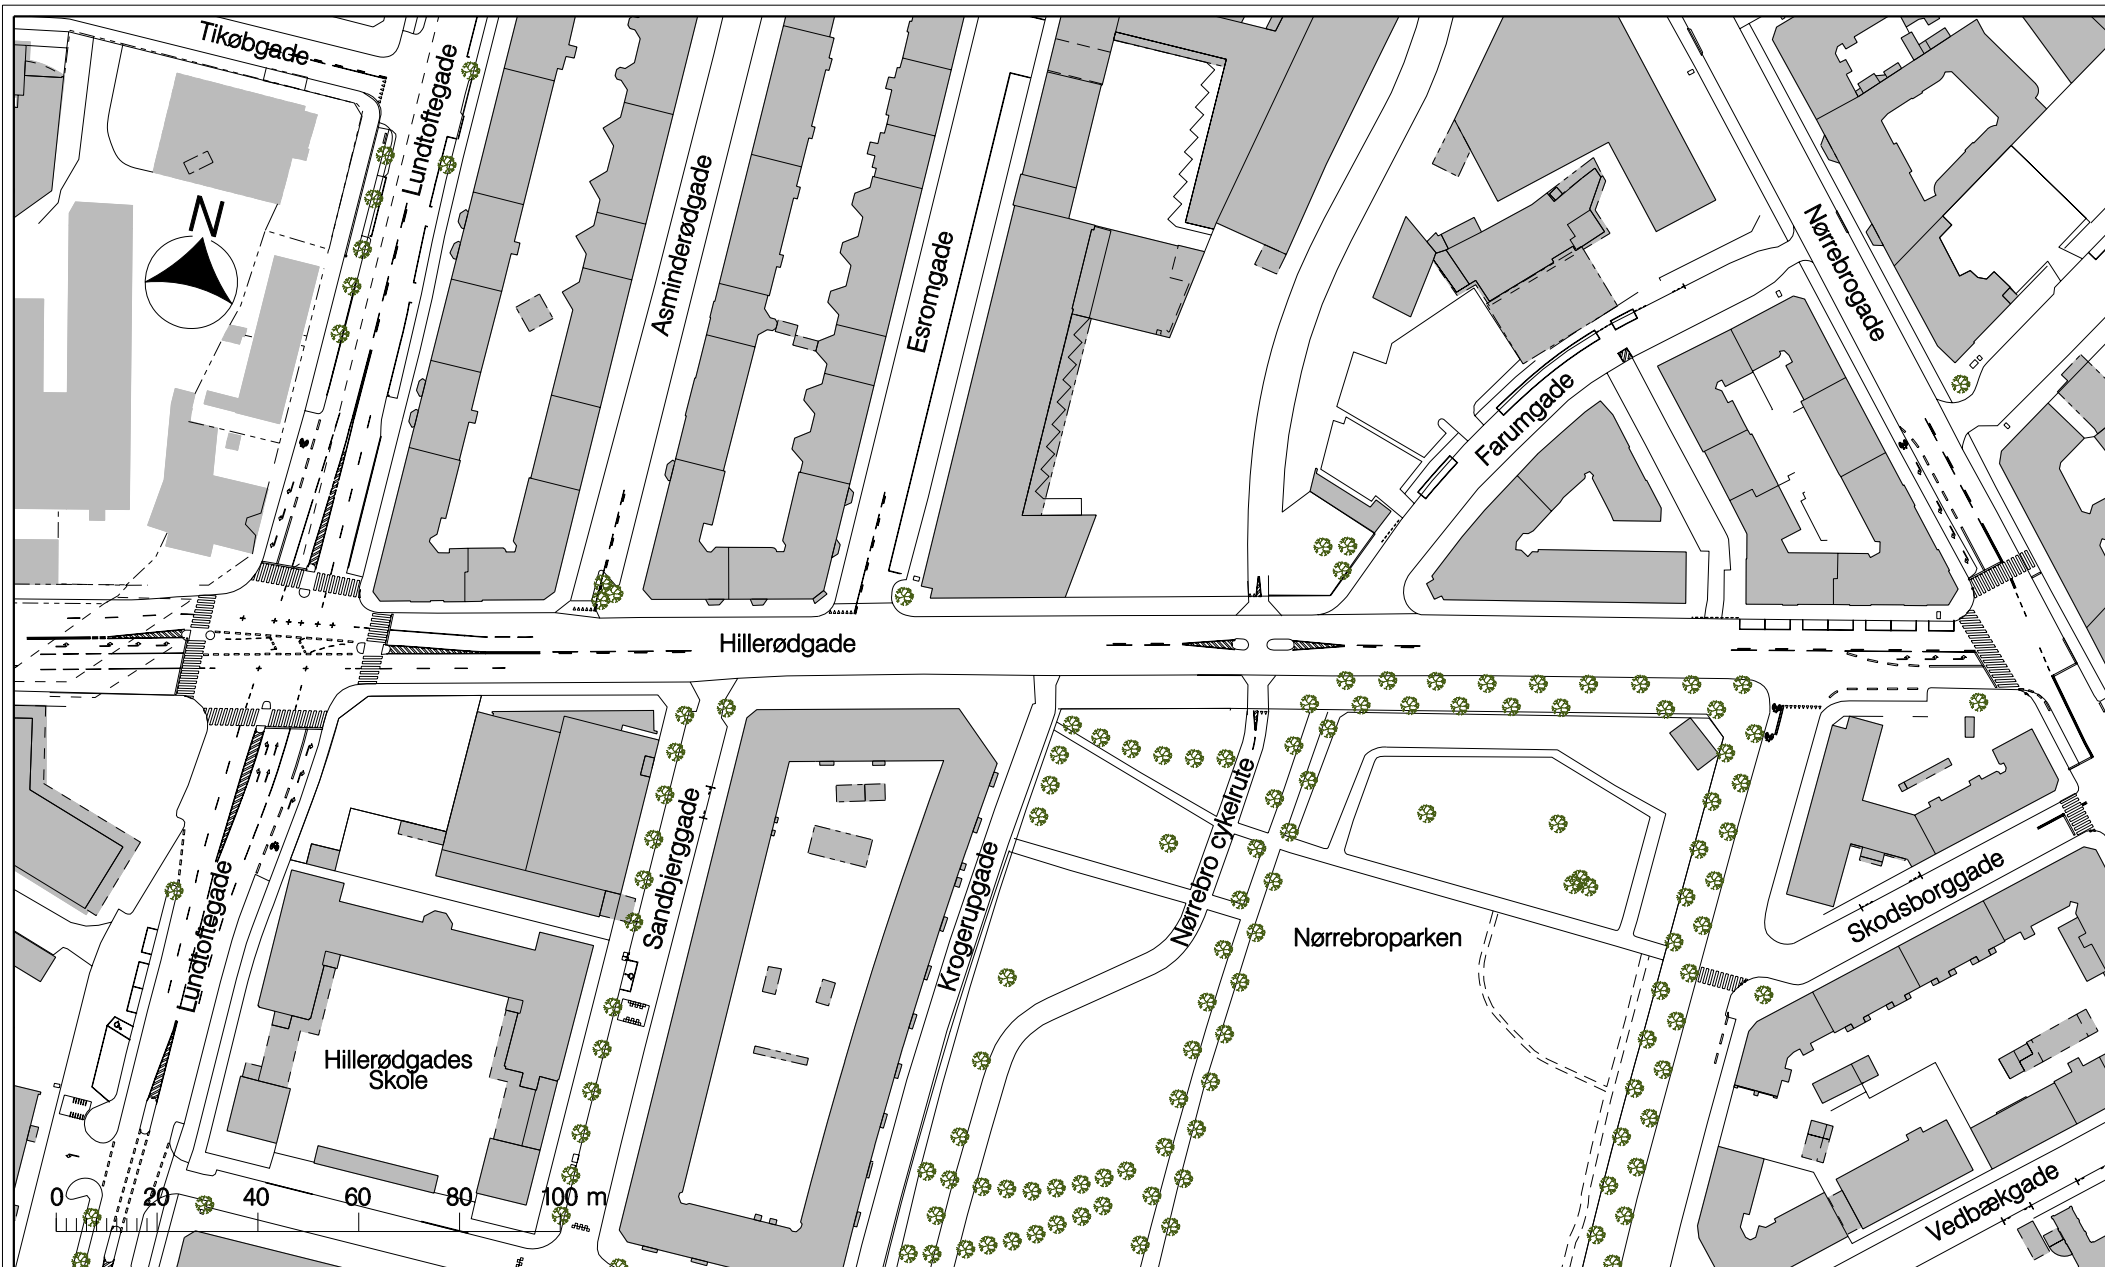 Tikøbgade
Lundtoftegade
N
Asminderødgade
Esromgade
Nørrebrogade
Farumgade
Hillerødgade
Sandbjerggade
Krogerupgade
Nørrebro cykelrute
Nørrebroparken
Skodsborggade
Lundtoftegade
Hillerødgades
Skole
Vedbækgade
0 20 40 60 80 100 m